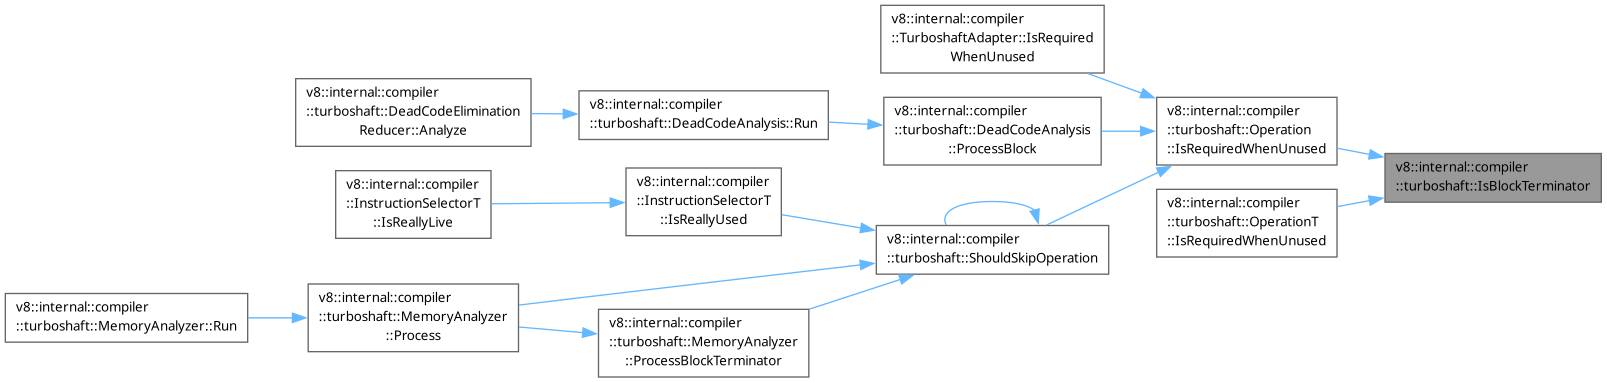 v8::internal::compiler
::TurboshaftAdapter::IsRequired
WhenUnused
v8::internal::compiler
::turboshaft::DeadCodeElimination
Reducer::Analyze
v8::internal::compiler
::turboshaft::DeadCodeAnalysis::Run
v8::internal::compiler
::turboshaft::DeadCodeAnalysis
::ProcessBlock
v8::internal::compiler
::turboshaft::Operation
::IsRequiredWhenUnused
v8::internal::compiler
::turboshaft::IsBlockTerminator
v8::internal::compiler
::InstructionSelectorT
::IsReallyLive
v8::internal::compiler
::InstructionSelectorT
::IsReallyUsed
v8::internal::compiler
::turboshaft::OperationT
::IsRequiredWhenUnused
v8::internal::compiler
::turboshaft::ShouldSkipOperation
v8::internal::compiler
::turboshaft::MemoryAnalyzer::Run
v8::internal::compiler
::turboshaft::MemoryAnalyzer
::Process
v8::internal::compiler
::turboshaft::MemoryAnalyzer
::ProcessBlockTerminator